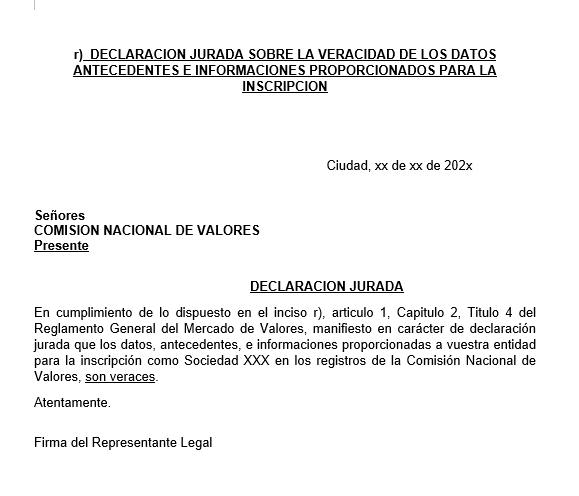 r) DECLARACION JURADA SOBRE LA VERACIDAD DE LOS DATOS
ANTECEDENTES E INFORMACIONES PROPORCIONADOS PARA LA
INSCRIPCION
Ciudad, xx de xx de 202x
Señores
COMISION NACIONAL DE VALORES
Presente
DECLARACION JURADA
En cumplimiento de lo dispuesto en el inciso r), articulo 1, Capitulo 2, Titulo 4 del
Reglamento General del Mercado de Valores, manifiesto en carácter de declaración
jurada que los datos, antecedentes, e informaciones proporcionadas a vuestra entidad
para la inscripción como Sociedad XXX en los registros de la Comisión Nacional de
Valores, son veraces.
Atentamente.
Firma del Representante Legal